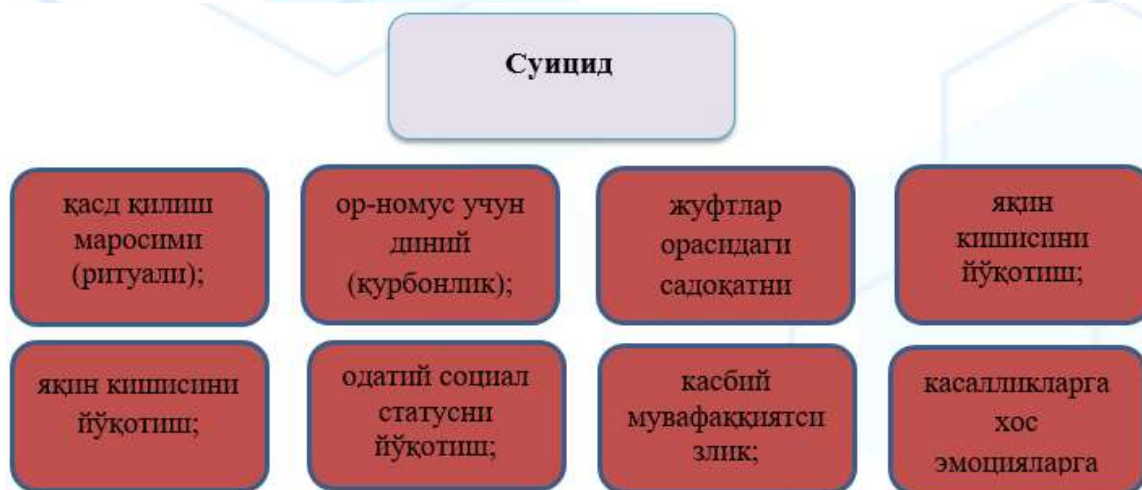 Суицид
қасд қилиш
маросими
(ритуали);
ор-номус учун
диний
(қурбонлик);
жуфтлар
орасидаги
садоқатни
яқин
кишисини
йўқотиш;
яқин кишисини
йўқотиш;
одатий социал
статусни
йўқотиш;
касбий
мувафаққиятси
злик;
касалликларга
хос
эмоцияларга